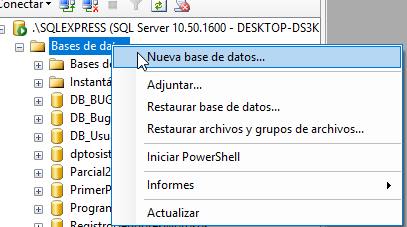 Conectar
.\SQLEXPRESS (SQL Server 10.50.1600 - DESKTOP-DS3K
Bases de dat
Nueva base de datos...
Bases d
Adjuntar...
Instantá
DB_BUG
Restaurar base de datos...
DB_Bug
Restaurar archivos y grupos de archivos...
DB_Usua
dptosist
Iniciar PowerShell
Parcial2
PrimerP
Informes
Program
Actualizar